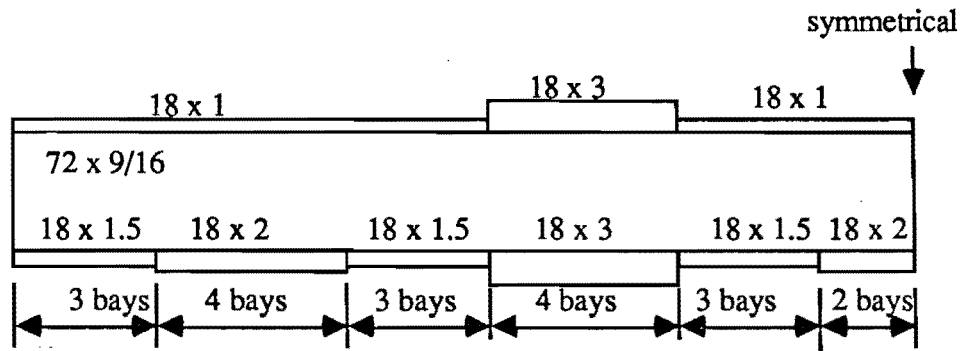 symmetrical
18 x 1
18 x 3
18 x 1
72 x 9/16
18 x 1.5
18 x 2
18 x 1.5
18 x 3
18 x 1.5
18 x 2
3 bays
4 bays
3 bays
4 bays
3 bays
2 bays